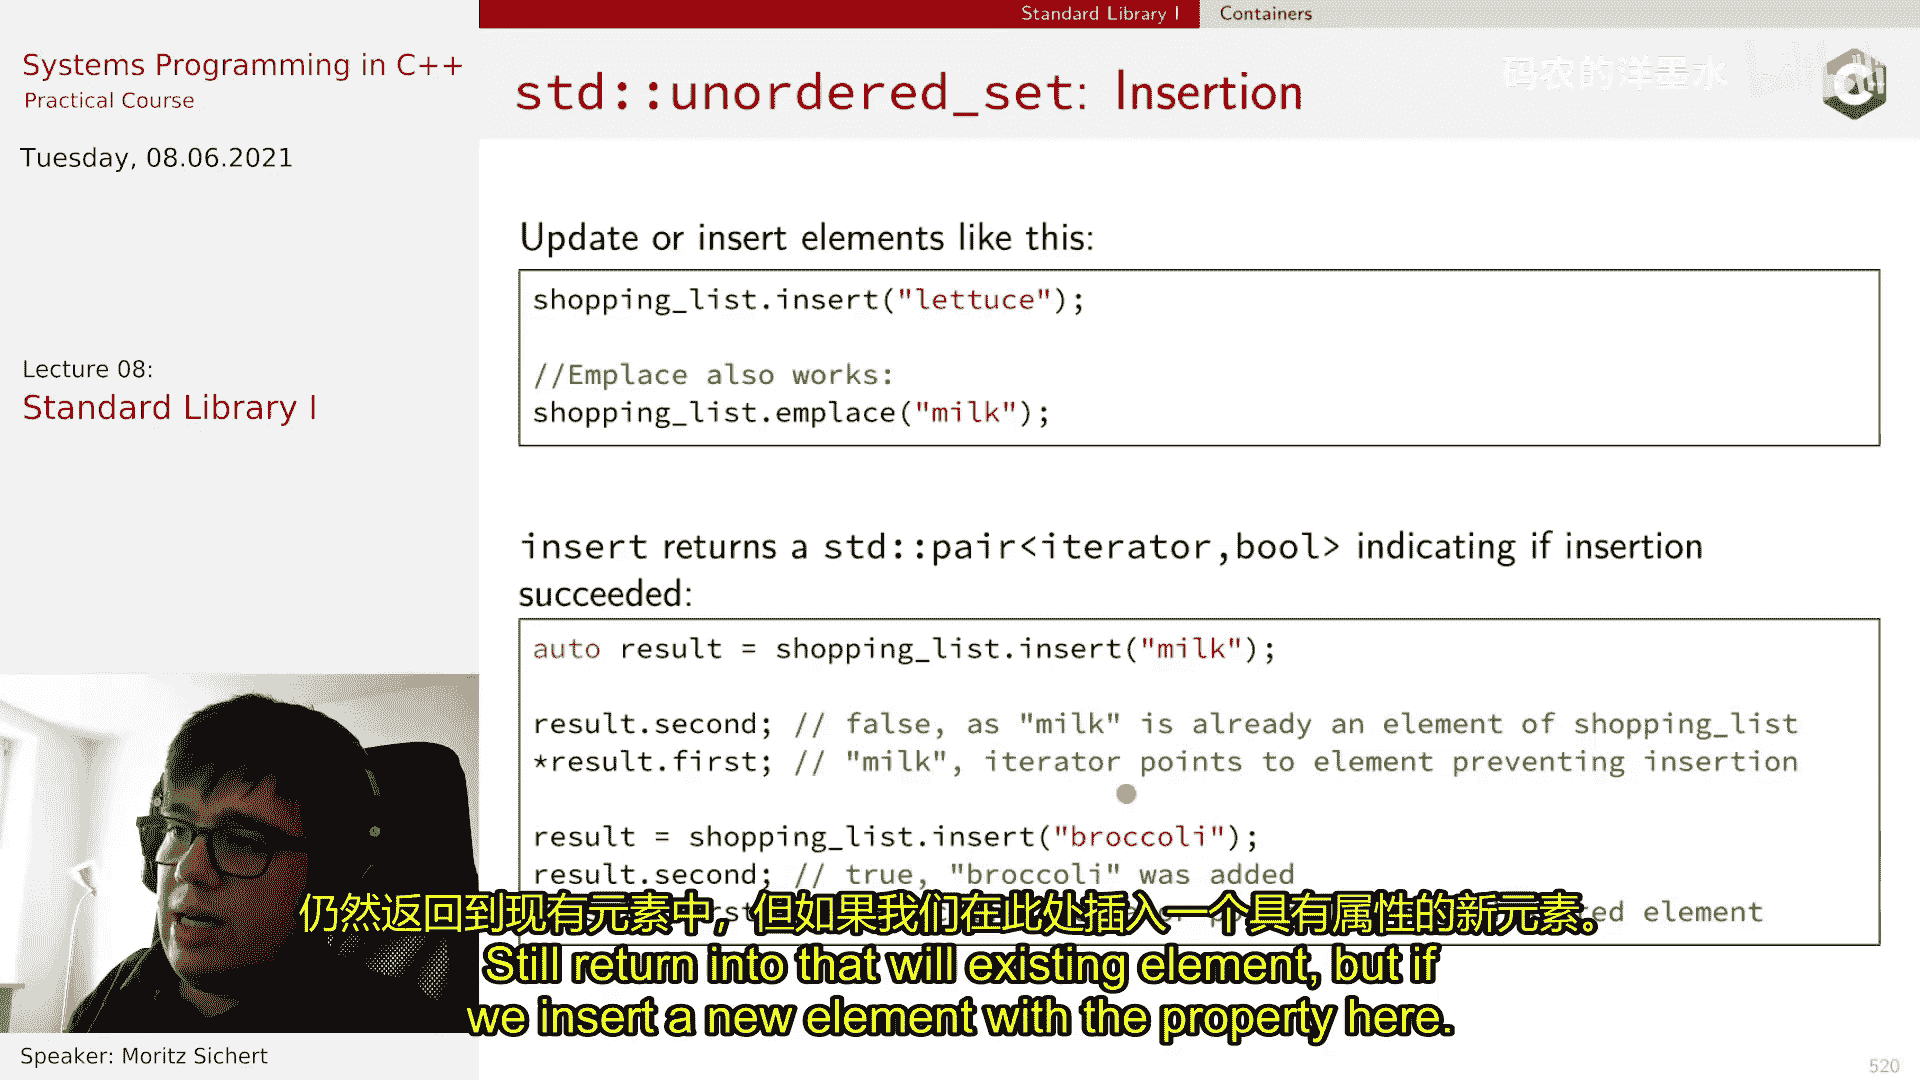 Standard Library I
Containers
Systems Programming in C++
Practical Course
std::unordered_set: Insertion
码农的洋墨水
Tuesday, 08.06.2021
Update or insert elements like this:
shopping_list.insert("lettuce");
//Emplace also works:
shopping_list.emplace("milk");
Lecture 08:
Standard Library I
insert returns a std::pair<iterator,bool> indicating if insertion
succeeded:
auto result = shopping_list.insert("milk");
result.second; // false, as "milk" is already an element of shopping_list
*result.first; // "milk", iterator points to element preventing insertion
result = shopping_list.insert("broccoli");
result.second; // true, "broccoli" was added
element
仍然返回到现有元素中，但如果我们在此处插入一个具有属性的新元素。
Still return into that will existing element, but if
we insert a new element with the property here.
Speaker: Moritz Sichert
520